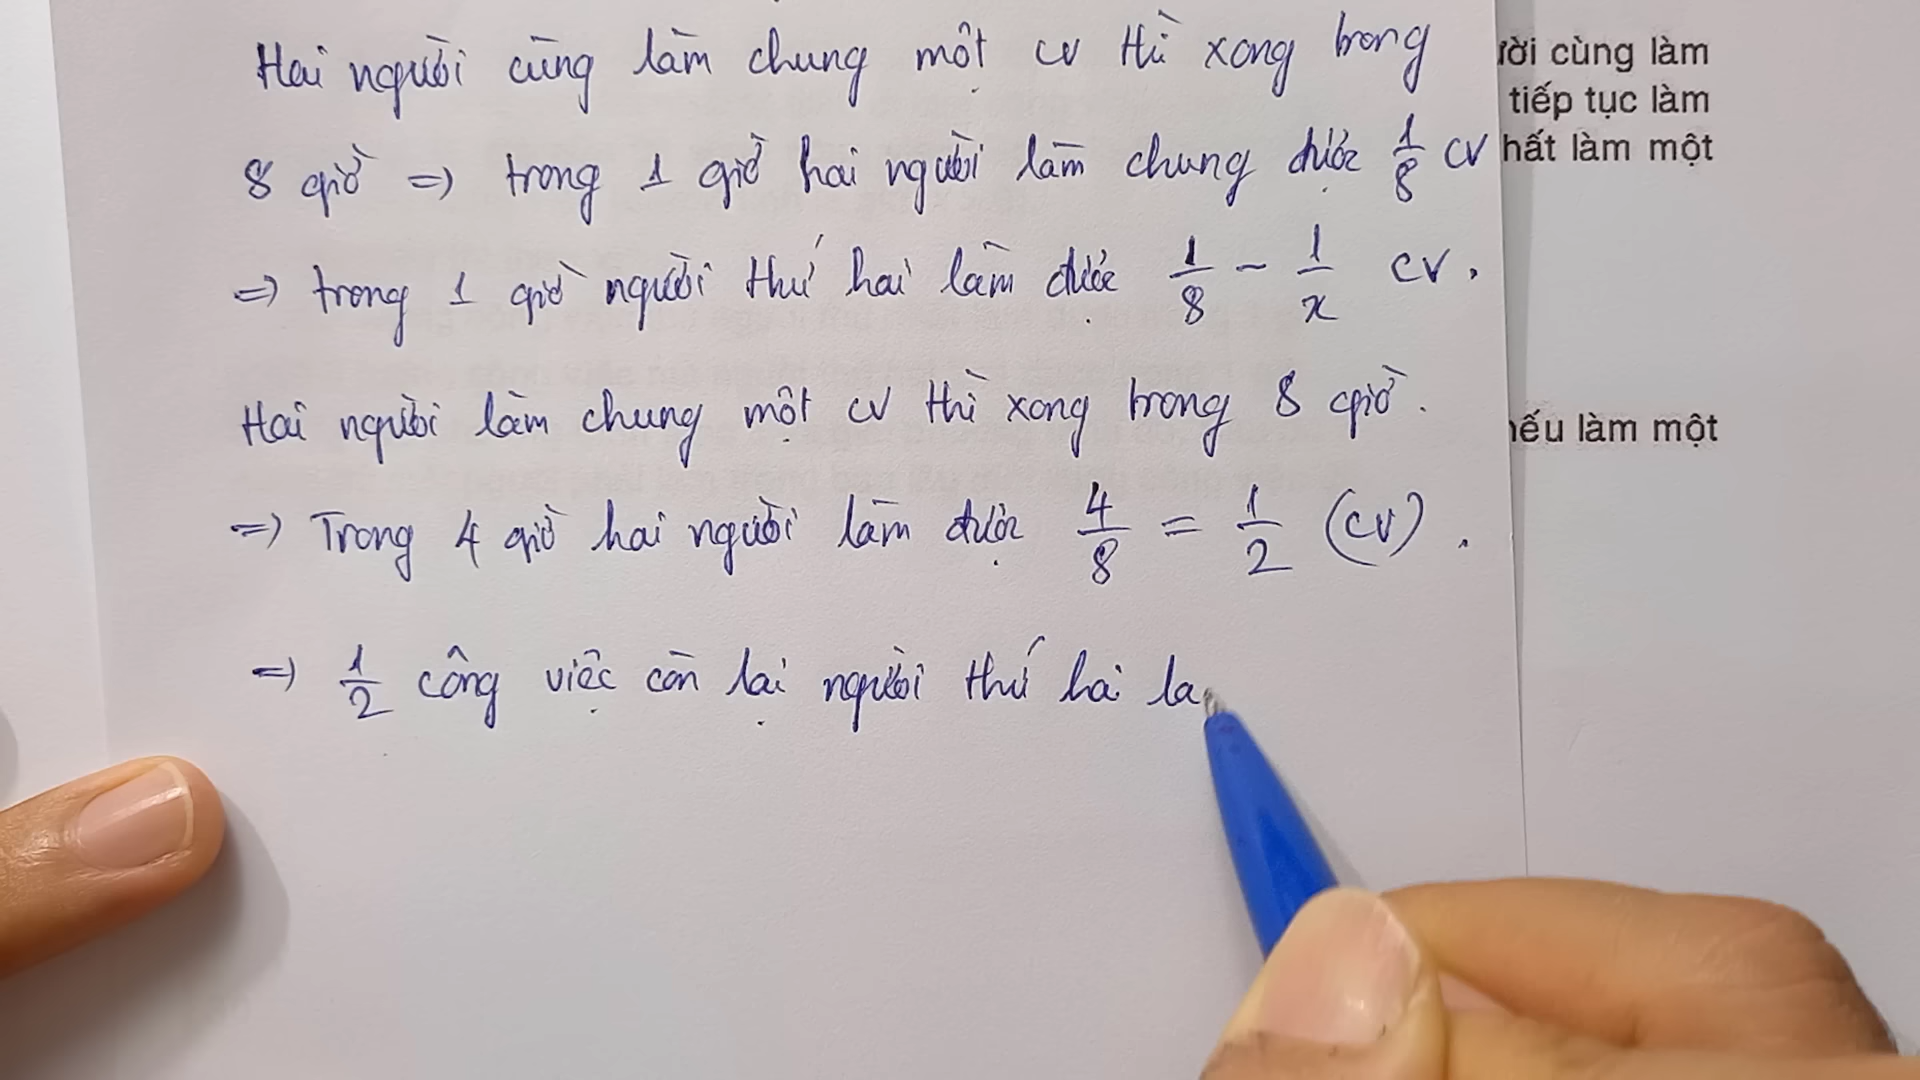 Hai người cùng làm chung một cv thì xong trong
8 giờ => trong 1 giờ hai người làm chung được 1/8 cv
=> trong 1 giờ người thứ hai làm được 1/8 - 1/x cv.
Hai người làm chung một cv thì xong trong 8 giờ.
=> Trong 4 giờ hai người làm được 4/8 = 1/2 (cv).
=> 1/2 công việc còn lại người thứ hai la
ười cùng làm
tiếp tục làm
hất làm một
nếu làm một